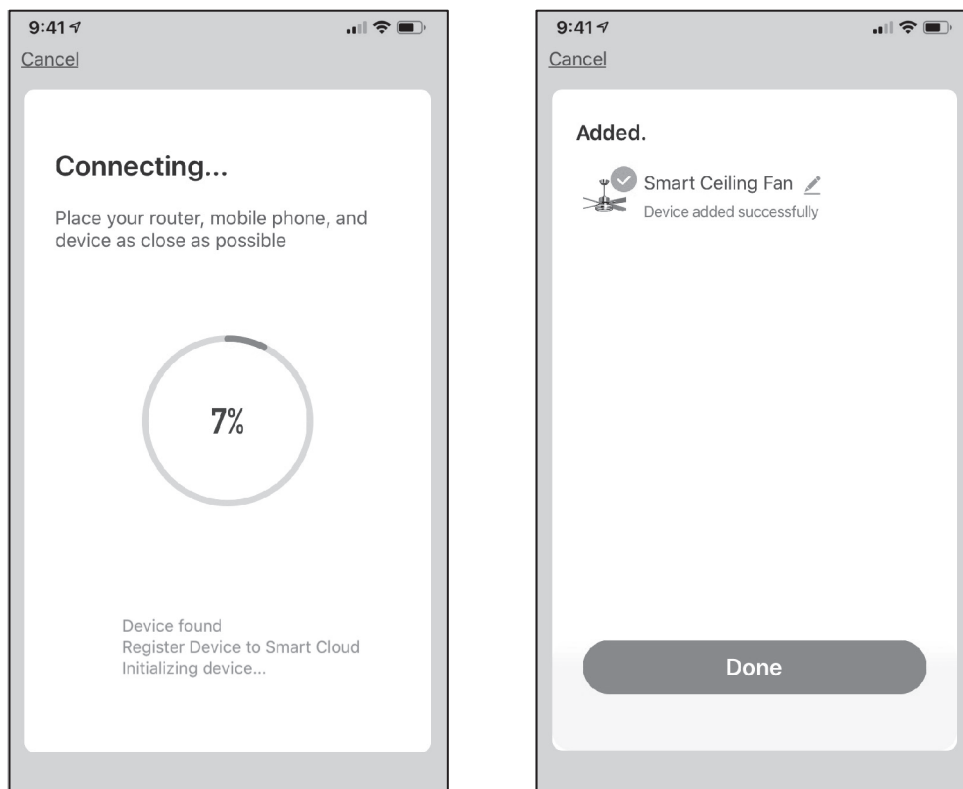 9:41
Cancel
Connecting...
Place your router, mobile phone, and
device as close as possible
7%
Device found
Register Device to Smart Cloud
Initializing device...
9:41
Cancel
Added.
Smart Ceiling Fan
Device added successfully
Done